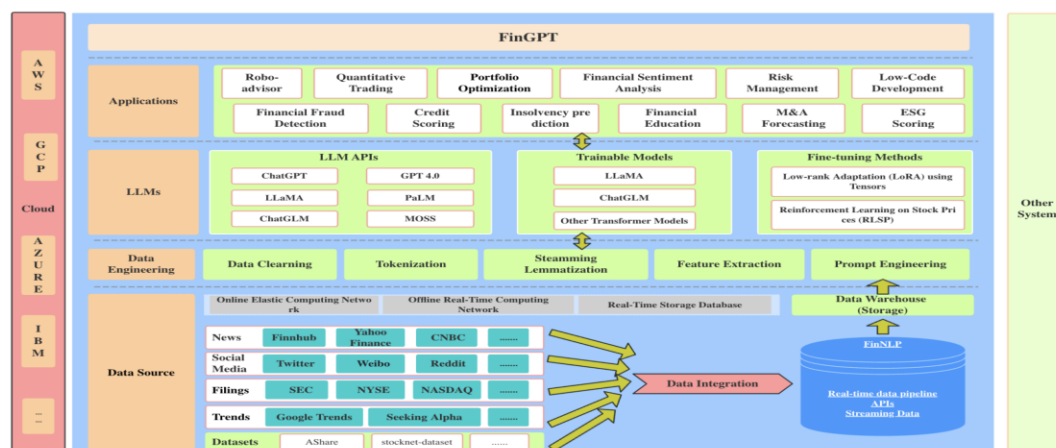 FinGPT
AWS
GCP
Cloud
AZURE
IBM
...
Applications
Robo-
advisor
Quantitative
Trading
Portfolio
Optimization
Financial Sentiment
Analysis
Risk
Management
Low-Code
Development
Financial Fraud
Detection
Credit
Scoring
Insolvency pre
diction
Financial
Education
M&A
Forecasting
ESG
Scoring
LLMs
LLM APIs
ChatGPT
GPT 4.0
LLaMA
PaLM
ChatGLM
MOSS
Trainable Models
LLaMA
ChatGLM
Other Transformer Models
Fine-tuning Methods
Low-rank Adaptation (LoRA) using
Tensors
Reinforcement Learning on Stock Pri
ces (RLSP)
Data
Engineering
Data Clearning
Tokenization
Steamming
Lemmatization
Feature Extraction
Prompt Engineering
Data Source
Online Elastic Computing Netwo
rk
Offline Real-Time Computing
Network
Real-Time Storage Database
Data Warehouse
(Storage)
News
Finnhub
Yahoo
Finance
CNBC
......
Social
Media
Twitter
Weibo
Reddit
......
Filings
SEC
NYSE
NASDAQ
......
Trends
Google Trends
Seeking Alpha
......
Datasets
AShare
stocknet-dataset
......
Data Integration
FinNLP
Real-time data pipeline
APIs
Streaming Data
Other
System